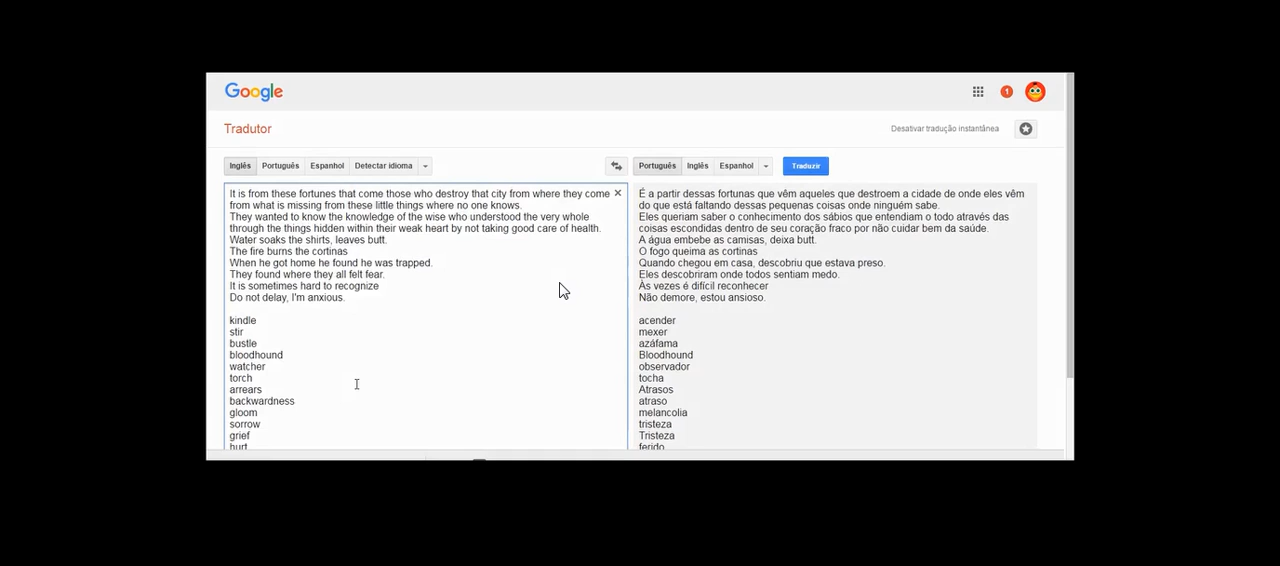 Google
1
Tradutor
Desativar tradução instantânea
Inglês Português Espanhol Detectar idioma
Português Inglês Espanhol Traduzir
It is from these fortunes that come those who destroy that city from where they come
from what is missing from these little things where no one knows.
They wanted to know the knowledge of the wise who understood the very whole
through the things hidden within their weak heart by not taking good care of health.
Water soaks the shirts, leaves butt.
The fire burns the cortinas
When he got home he found he was trapped.
They found where they all felt fear.
It is sometimes hard to recognize
Do not delay, I'm anxious.
kindle
stir
bustle
bloodhound
watcher
torch
arrears
backwardness
gloom
sorrow
grief
hurt
É a partir dessas fortunas que vêm aqueles que destroem a cidade de onde eles vêm
do que está faltando dessas pequenas coisas onde ninguém sabe.
Eles queriam saber o conhecimento dos sábios que entendiam o todo através das
coisas escondidas dentro de seu coração fraco por não cuidar bem da saúde.
A água embebe as camisas, deixa butt.
O fogo queima as cortinas
Quando chegou em casa, descobriu que estava preso.
Eles descobriram onde todos sentiam medo.
Às vezes é difícil reconhecer
Não demore, estou ansioso.
acender
mexer
azáfama
Bloodhound
observador
tocha
Atrasos
atraso
melancolia
tristeza
Tristeza
ferido